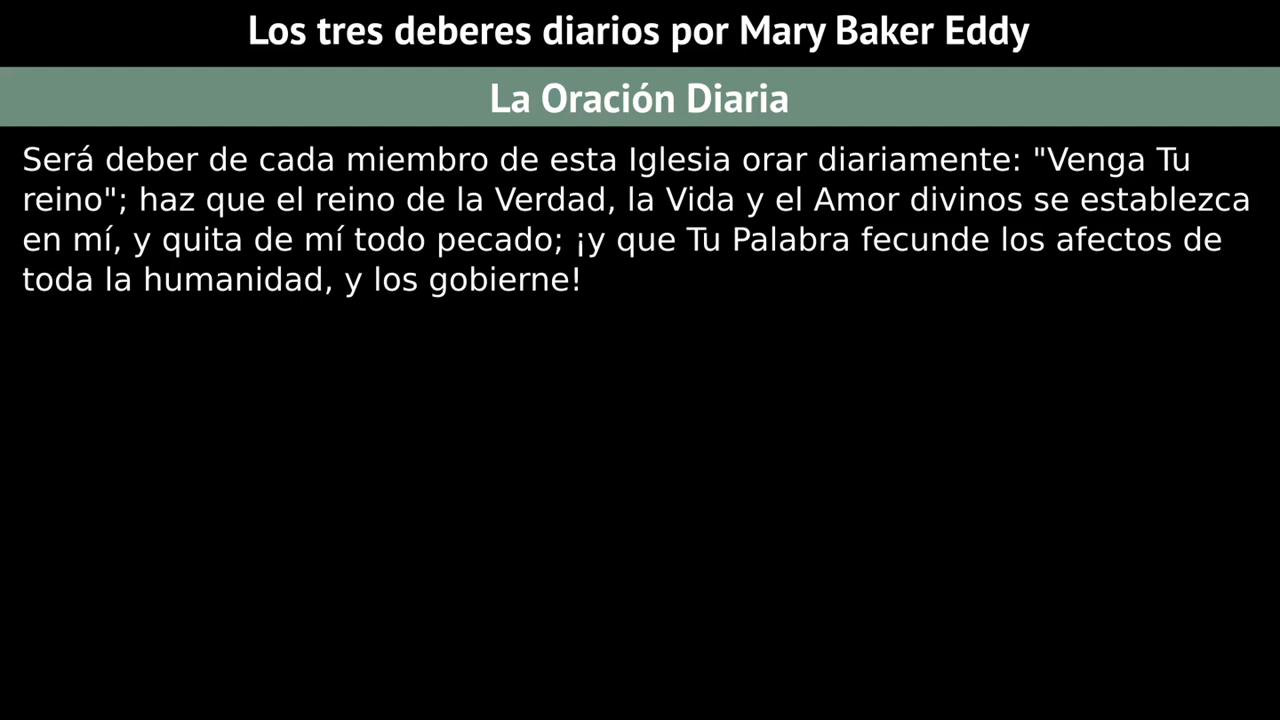 Los tres deberes diarios por Mary Baker Eddy
La Oración Diaria
Será deber de cada miembro de esta Iglesia orar diariamente: "Venga Tu
reino"; haz que el reino de la Verdad, la Vida y el Amor divinos se establezca
en mí, y quita de mí todo pecado; ¡y que Tu Palabra fecunde los afectos de
toda la humanidad, y los gobierne!